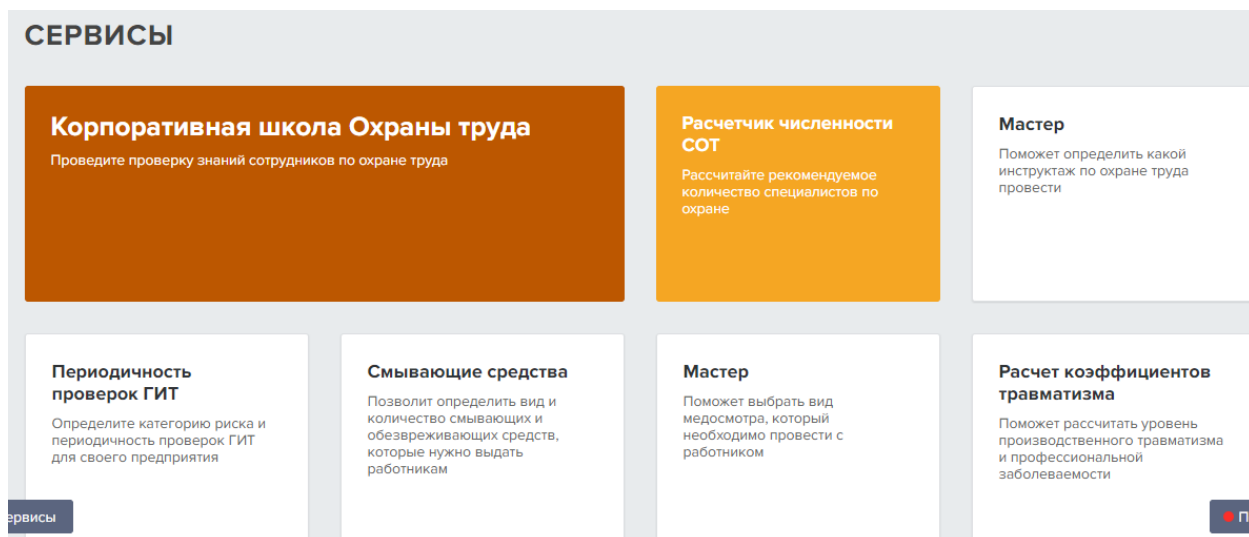 СЕРВИСЫ
Корпоративная школа Охраны труда
Проведите проверку знаний сотрудников по охране труда
Расчетчик численности
СОТ
Рассчитайте рекомендуемое
количество специалистов по
охране
Мастер
Поможет определить какой
инструктаж по охране труда
провести
Периодичность
проверок ГИТ
Определите категорию риска и
периодичность проверок ГИТ
для своего предприятия
Смывающие средства
Позволит определить вид и
количество смывающих и
обезвреживающих средств,
которые нужно выдать
работникам
Мастер
Поможет выбрать вид
медосмотра, который
необходимо провести с
работником
Расчет коэффициентов
травматизма
Поможет рассчитать уровень
производственного травматизма
и профессиональной
заболеваемости
ервисы
П